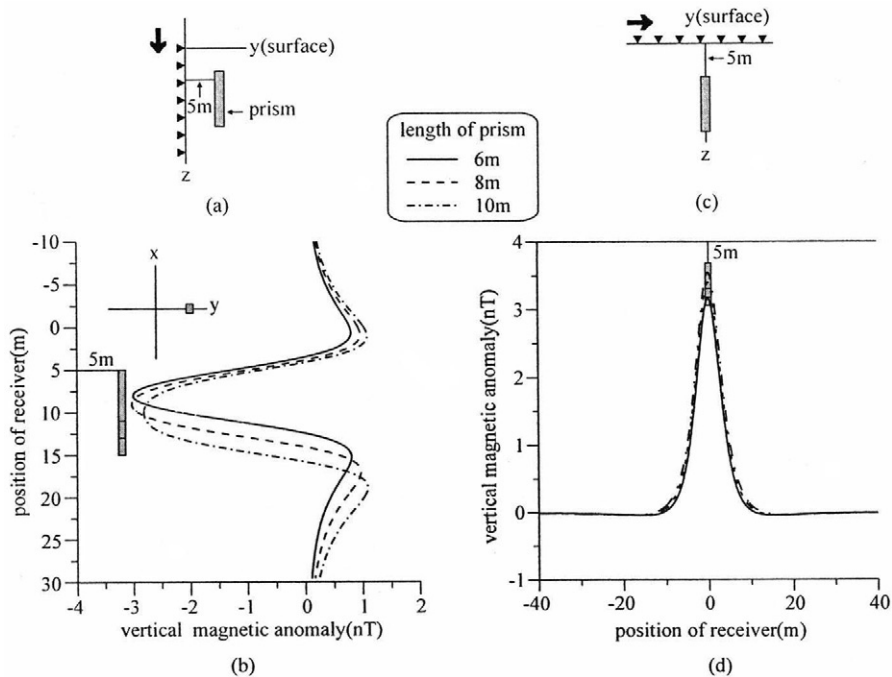 y(surface)
5m
prism
z
(a)
length of prism
6m
8m
10m
y(surface)
5m
z
(c)
-10
-5
0
5
10
15
20
25
30
position of receiver(m)
x
y
5m
-4
-3
-2
-1
0
1
2
vertical magnetic anomaly(nT)
(b)
4
3
2
1
0
-1
vertical magnetic anomaly(nT)
5m
-40
-20
0
20
40
position of receiver(m)
(d)